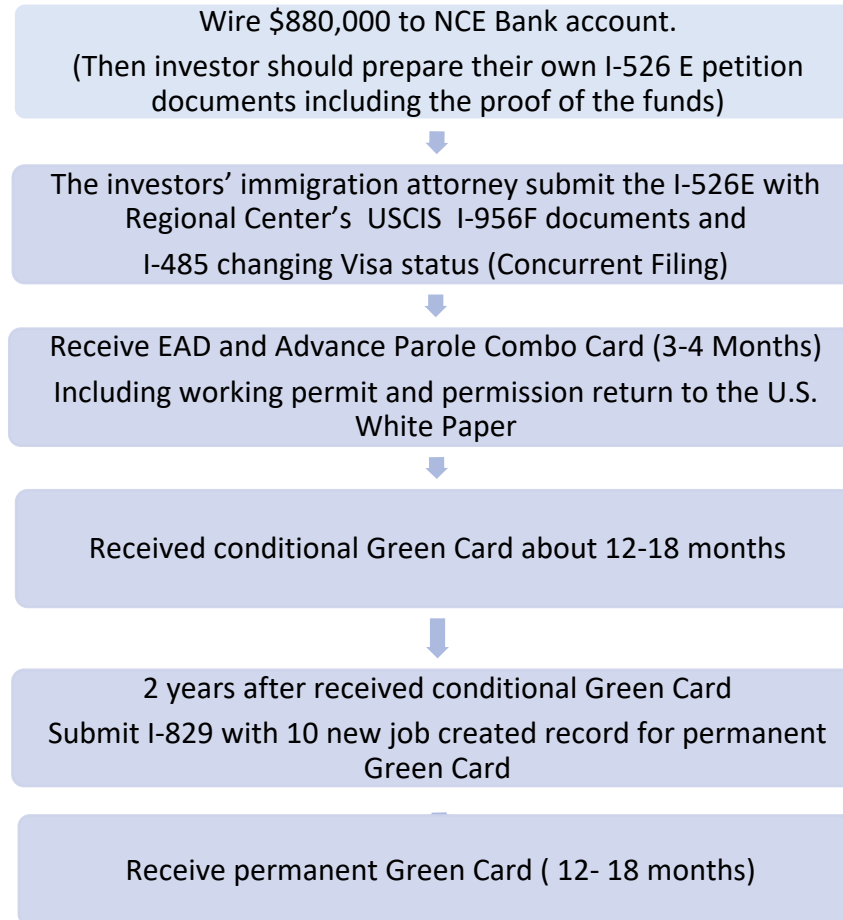 Wire $880,000 to NCE Bank account.
(Then investor should prepare their own I-526 E petition
documents including the proof of the funds)
The investors' immigration attorney submit the I-526E with
Regional Center's  USCIS  I-956F documents and
I-485 changing Visa status (Concurrent Filing)
Receive EAD and Advance Parole Combo Card (3-4 Months)
Including working permit and permission return to the U.S.
White Paper
Received conditional Green Card about 12-18 months
2 years after received conditional Green Card
Submit I-829 with 10 new job created record for permanent
Green Card
Receive permanent Green Card ( 12- 18 months)